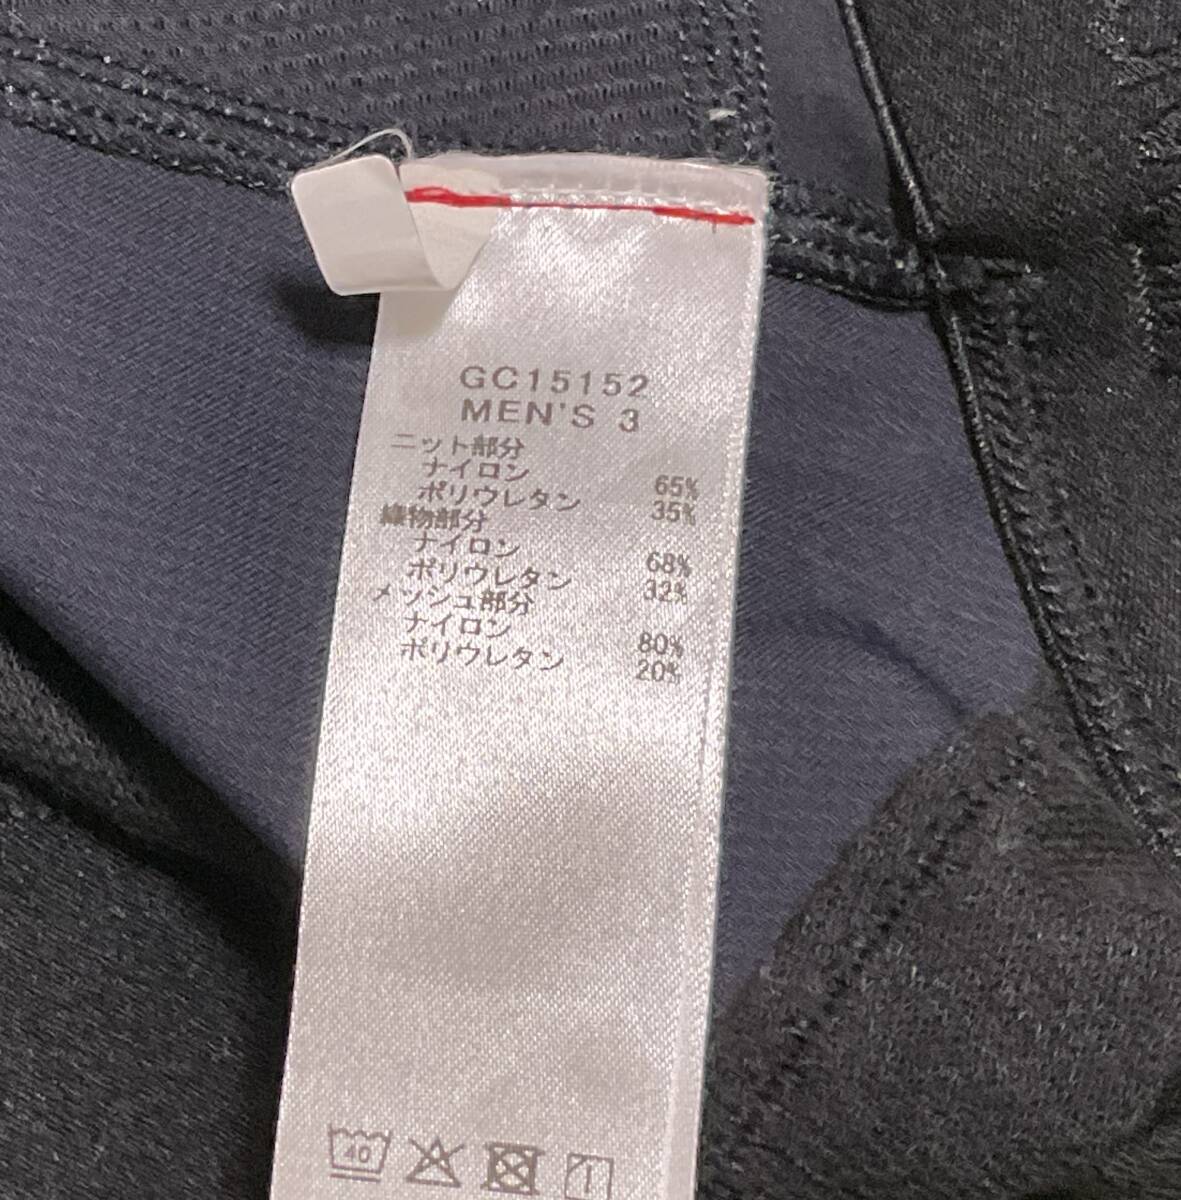 GC15152
MEN'S 3
ニット部分
ナイロン 65%
ポリウレタン 35%
織物部分
ナイロン 68%
ポリウレタン 32%
メッシュ部分
ナイロン 80%
ポリウレタン 20%
40